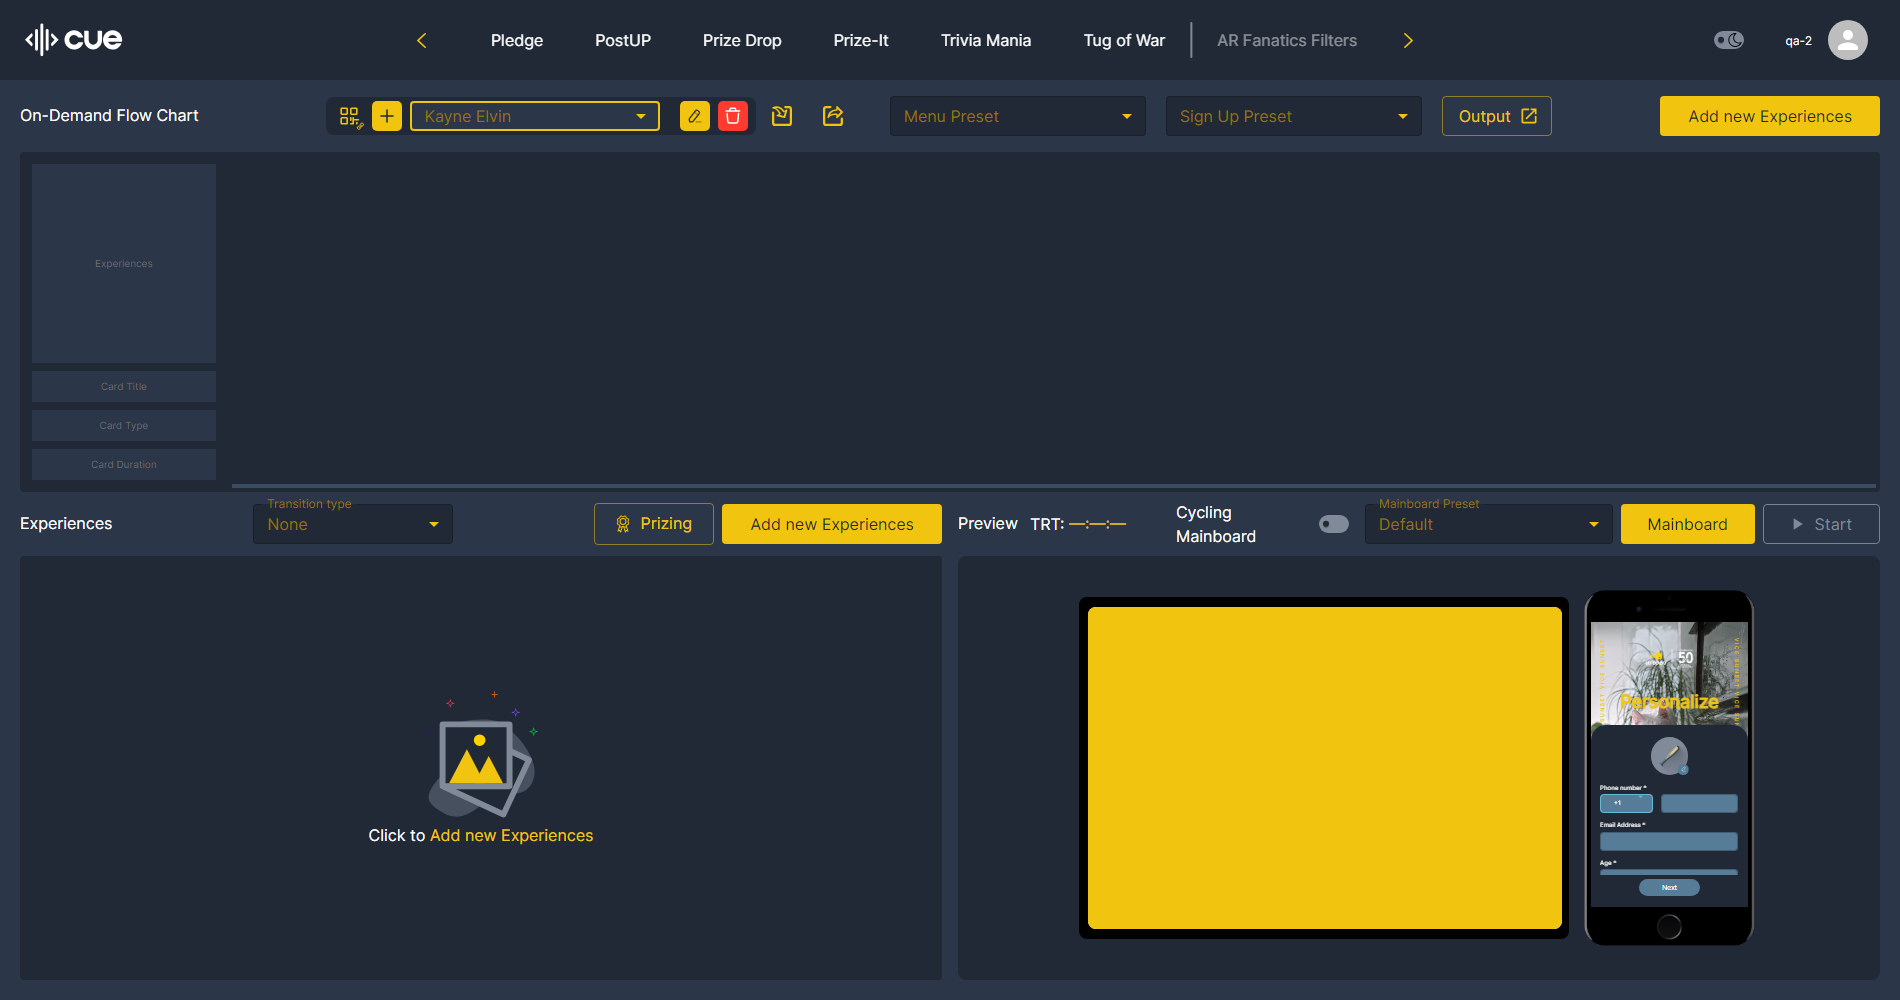 cue
Pledge
PostUP
Prize Drop
Prize-It
Trivia Mania
Tug of War
AR Fanatics Filters
qa-2
On-Demand Flow Chart
Kayne Elvin
Menu Preset
Sign Up Preset
Output
Add new Experiences
Experiences
Card Title
Card Type
Card Duration
Experiences
Transition type
None
Prizing
Add new Experiences
Preview
TRT: —:—:—
Cycling
Mainboard
Mainboard Preset
Default
Mainboard
Start
Click to Add new Experiences
50
Personalize
Phone number *
+1
Email Address *
Age *
Next